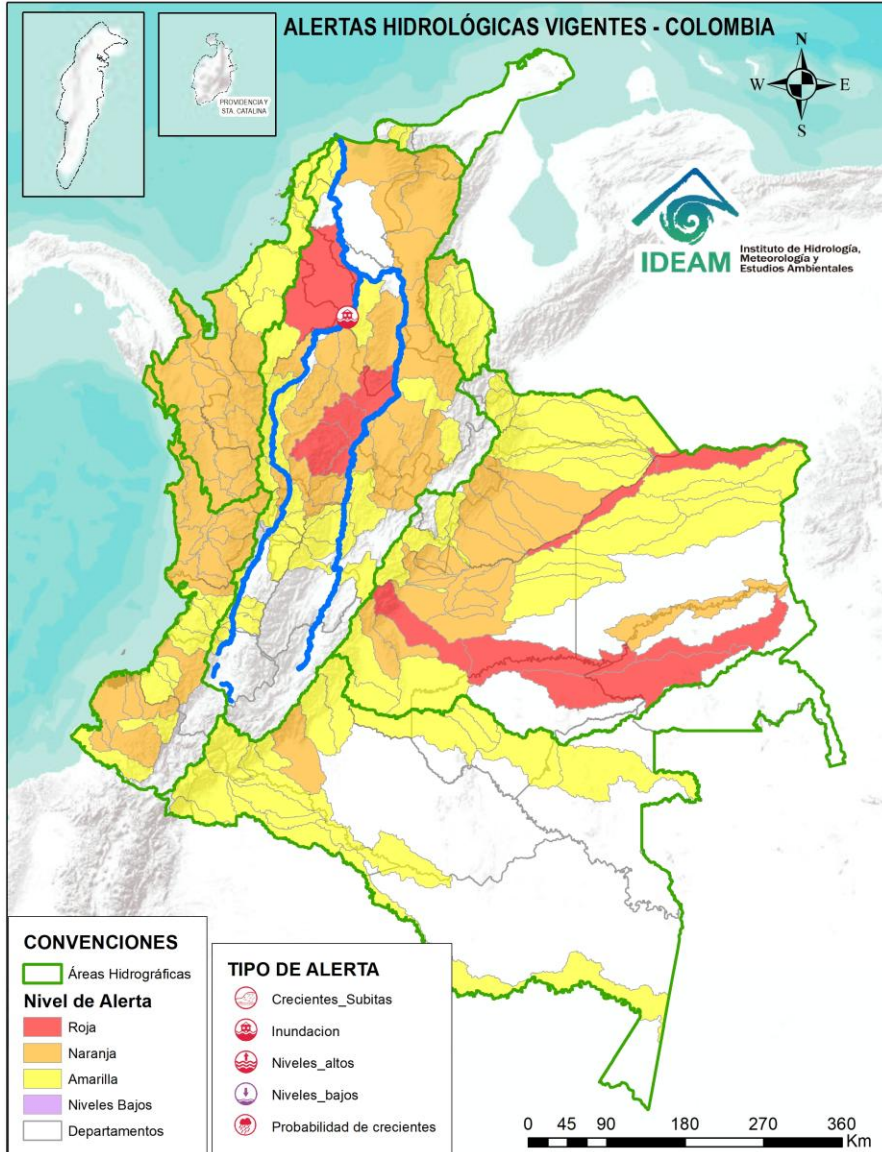 ALERTAS HIDROLÓGICAS VIGENTES - COLOMBIA
N
W
E
S
PROVIDENCIA Y
STA. CATALINA
IDEAM
Instituto de Hidrología,
Meteorología y
Estudios Ambientales
CONVENCIONES
Áreas Hidrográficas
Nivel de Alerta
Roja
Naranja
Amarilla
Niveles Bajos
Departamentos
TIPO DE ALERTA
Crecientes_Subitas
Inundacion
Niveles_altos
Niveles_bajos
Probabilidad de crecientes
0 45 90 180 270 360
Km